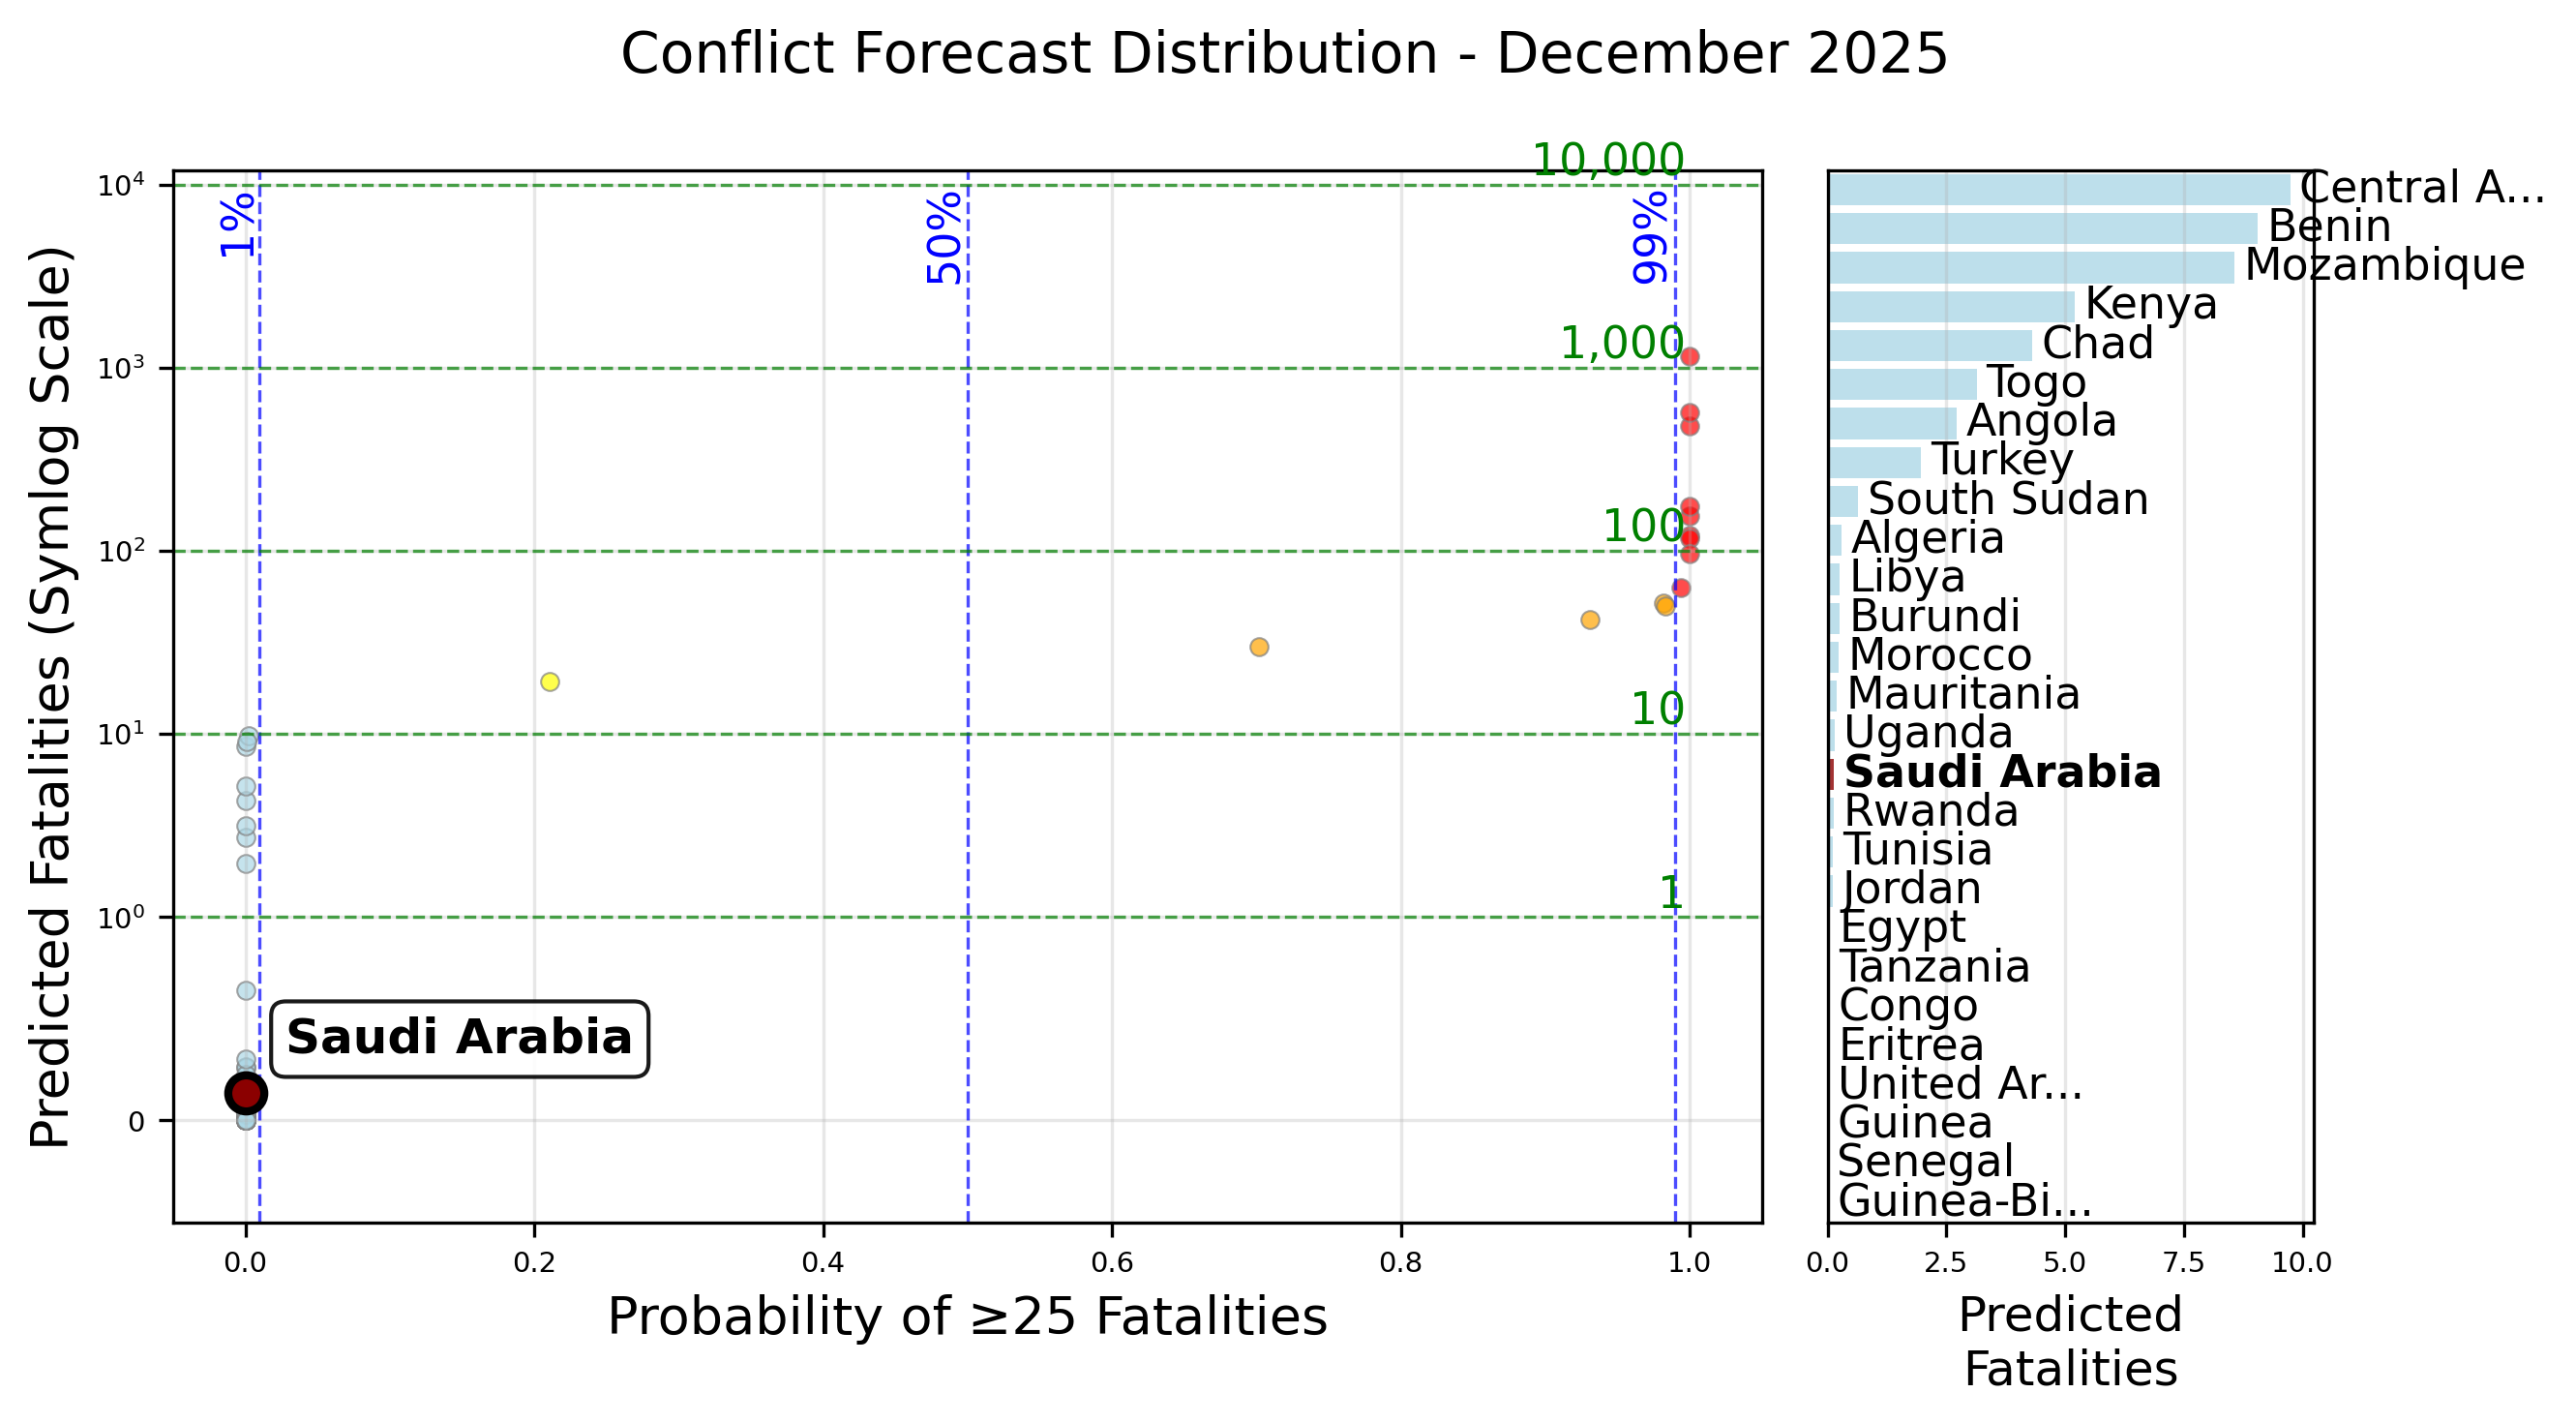 Conflict Forecast Distribution - December 2025
Predicted Fatalities (Symlog Scale)
10⁴
10³
10²
10¹
10⁰
0
1%
50%
99%
10,000
1,000
100
10
1
Saudi Arabia
0.0
0.2
0.4
0.6
0.8
1.0
Probability of ≥25 Fatalities
Central A...
Benin
Mozambique
Kenya
Chad
Togo
Angola
Turkey
South Sudan
Algeria
Libya
Burundi
Morocco
Mauritania
Uganda
Saudi Arabia
Rwanda
Tunisia
Jordan
Egypt
Tanzania
Congo
Eritrea
United Ar...
Guinea
Senegal
Guinea-Bi...
0.0
2.5
5.0
7.5
10.0
Predicted
Fatalities